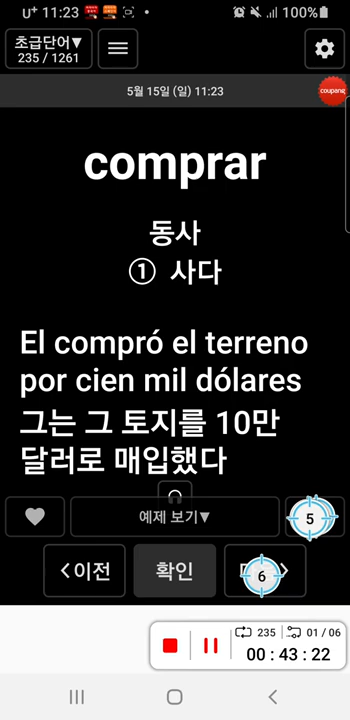 U+ 11:23 100%
초급단어▼
235 / 1261
5월 15일 (일) 11:23
coupang
comprar
동사
① 사다
El compró el terreno
por cien mil dólares
그는 그 토지를 10만
달러로 매입했다
예제 보기▼
5
<이전
확인
6
>
235 01 / 06
00 : 43 : 22